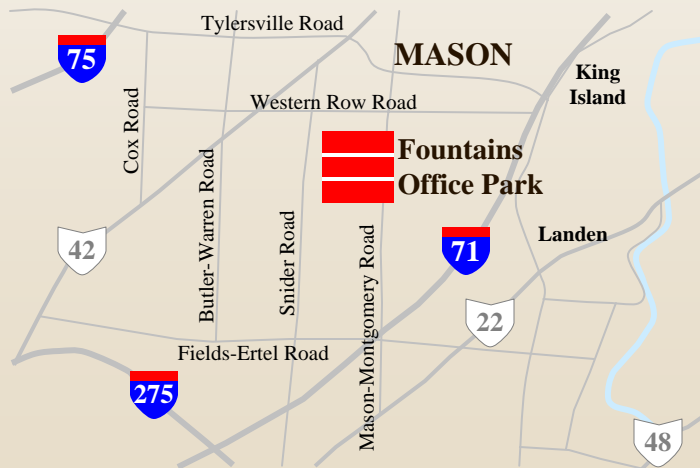 Tylersville Road
75
MASON
King
Island
Cox Road
Western Row Road
Fountains
Office Park
Butler-Warren Road
Snider Road
Mason-Montgomery Road
42
71
Landen
22
Fields-Ertel Road
275
48